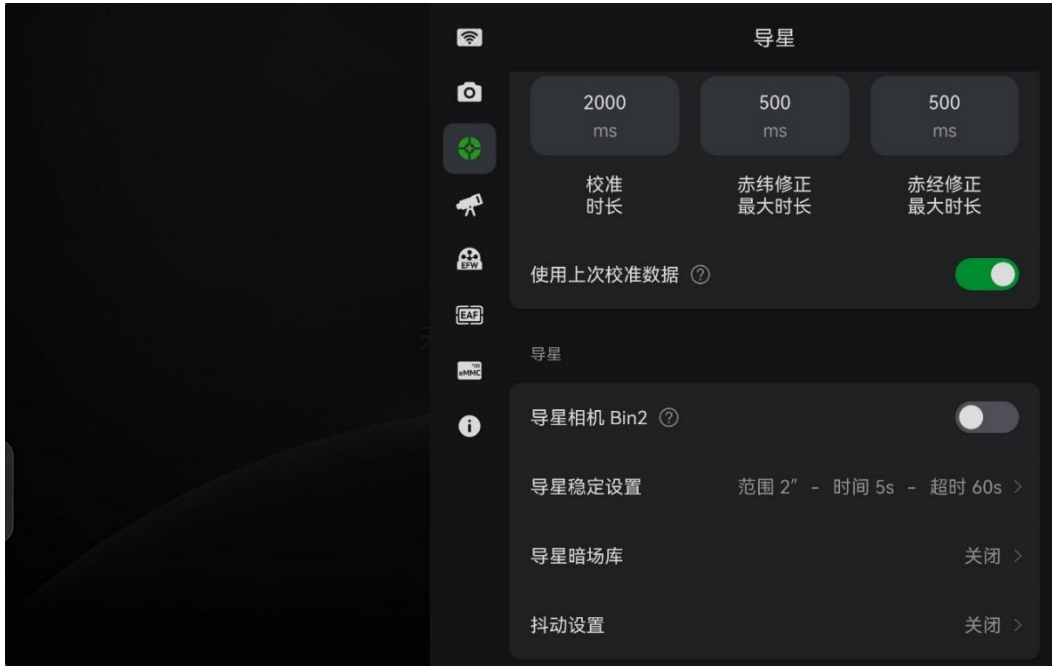 导星
2000
ms
500
ms
500
ms
校准
时长
赤纬修正
最大时长
赤经修正
最大时长
EFW
使用上次校准数据 ?
EAF
导星
eMMC
导星相机 Bin2 ?
导星稳定设置 范围 2″ - 时间 5s - 超时 60s >
导星暗场库 关闭 >
抖动设置 关闭 >